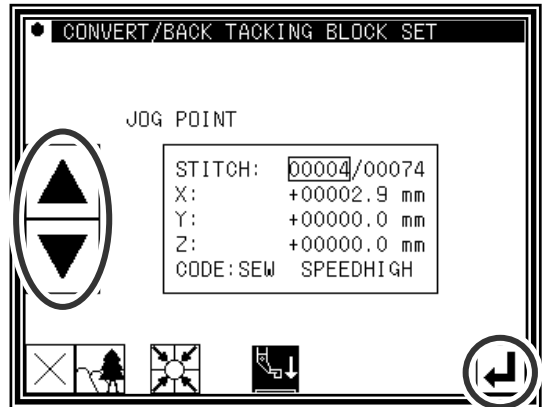 CONVERT/BACK TACKING BLOCK SET
JOG POINT
STITCH: 00004/00074
X: +00002.9 mm
Y: +00000.0 mm
Z: +00000.0 mm
CODE:SEW SPEEDHIGH